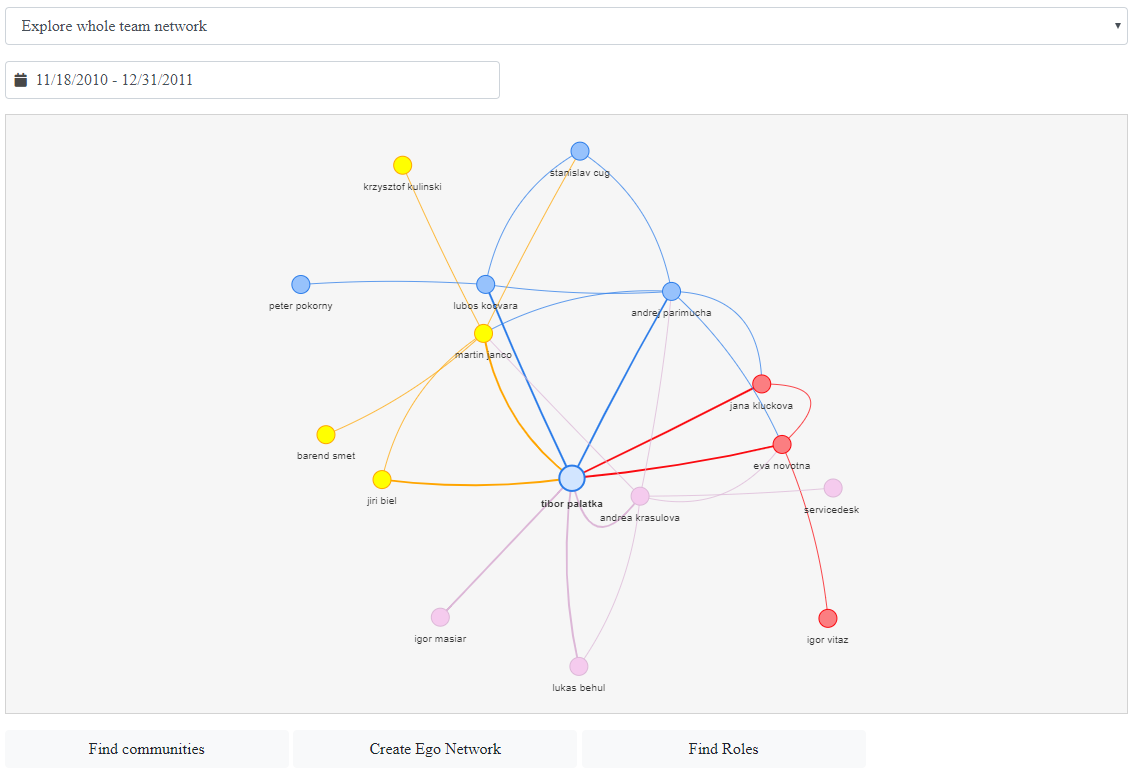 Explore whole team network
11/18/2010 - 12/31/2011
stanislav cug
krzysztof kulinski
peter pokorny
lubos kocvara
andrej parimucha
martin janco
jana kluckova
barend smet
eva novotna
jiri biel
tibor palatka
andrea krasulova
servicedesk
igor masiar
igor vitaz
lukas behul
Find communities
Create Ego Network
Find Roles